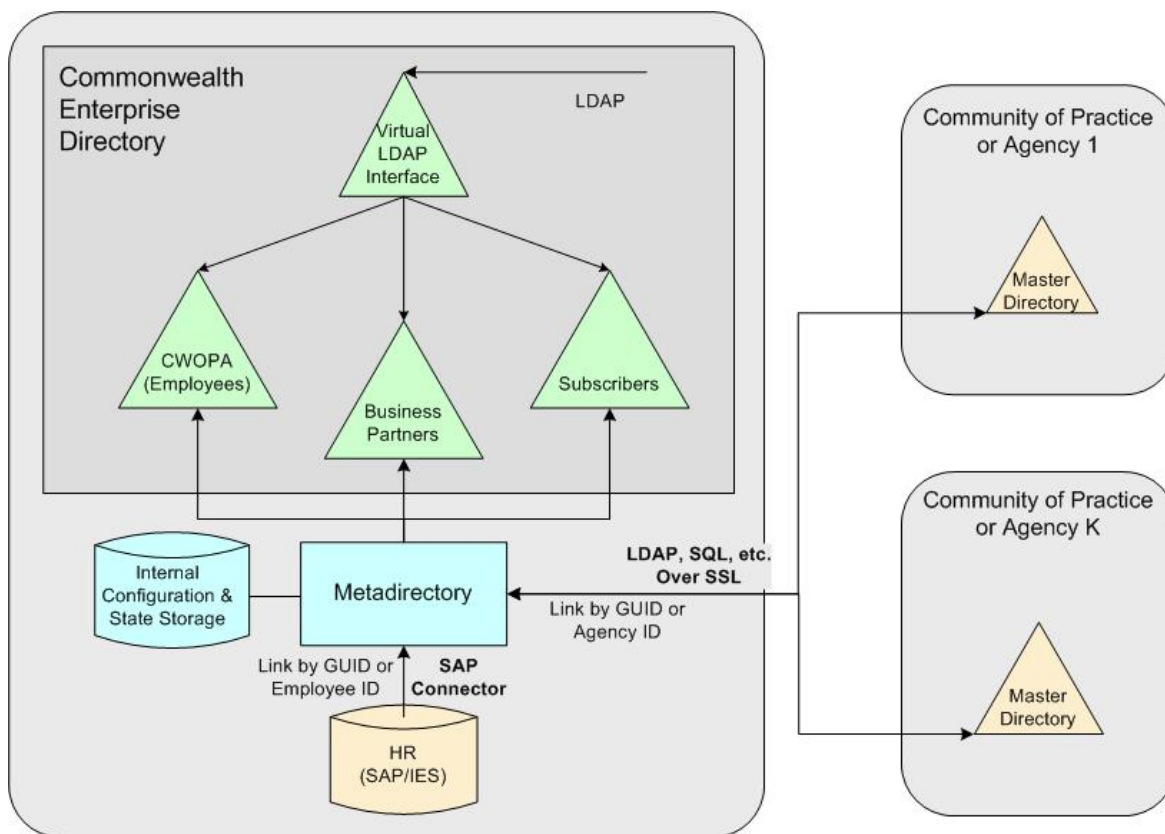 Commonwealth
Enterprise
Directory
LDAP
Virtual
LDAP
Interface
CWOPA
(Employees)
Business
Partners
Subscribers
Community of Practice
or Agency 1
Master
Directory
Internal
Configuration &
State Storage
Metadirectory
LDAP, SQL, etc.
Over SSL
Link by GUID or
Agency ID
Link by GUID or
Employee ID
SAP
Connector
HR
(SAP/IES)
Community of Practice
or Agency K
Master
Directory